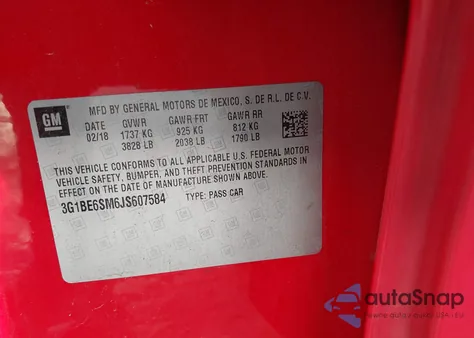 GM
MFD BY GENERAL MOTORS DE MEXICO, S. DE R.L. DE C.V.
DATE GVWR GAWR FRT GAWR RR
02/18 1737 KG 925 KG 812 KG
3828 LB 2038 LB 1790 LB
THIS VEHICLE CONFORMS TO ALL APPLICABLE U.S. FEDERAL MOTOR
VEHICLE SAFETY, BUMPER, AND THEFT PREVENTION STANDARDS IN
EFFECT ON THE DATE OF MANUFACTURE SHOWN ABOVE.
3G1BE6SM6JS607584 TYPE: PASS CAR
autoSnap